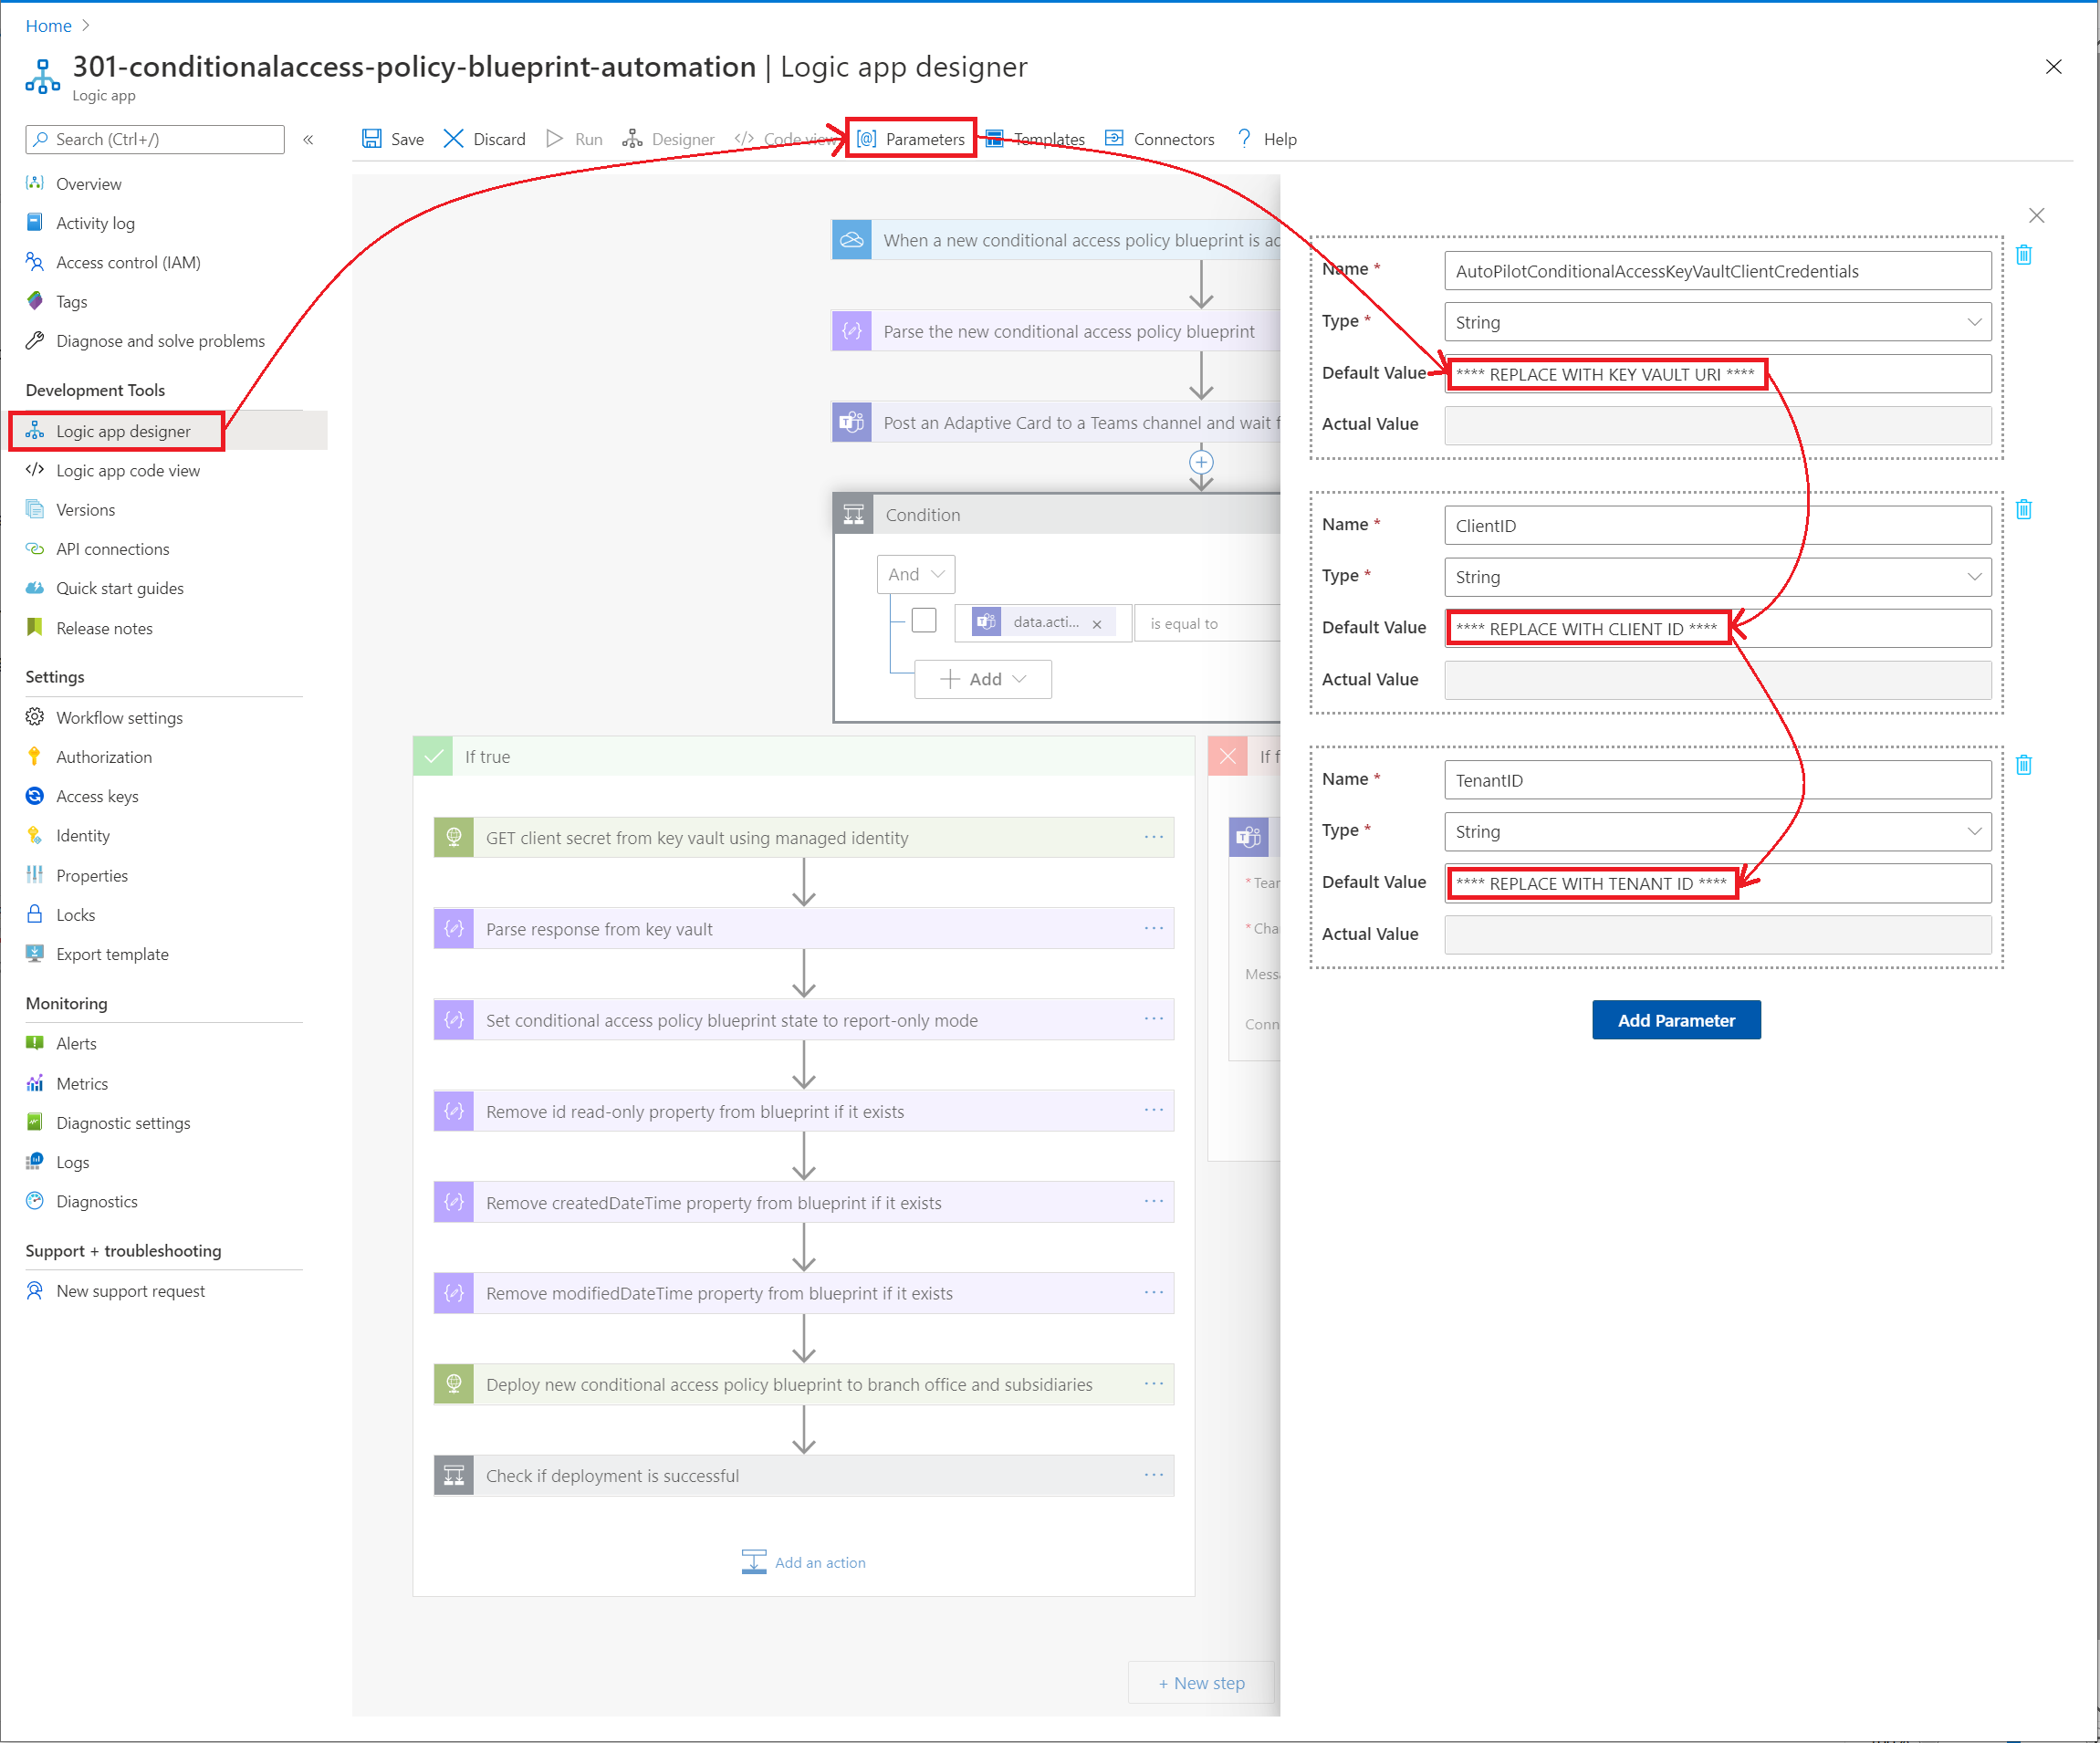 Home
301-conditionalaccess-policy-blueprint-automation | Logic app designer
Logic app
Search (Ctrl+/)
«
Save
Discard
Run
Designer
</> Code view
[@] Parameters
Templates
Connectors
? Help
Overview
Activity log
Access control (IAM)
Tags
Diagnose and solve problems
Development Tools
Logic app designer
</> Logic app code view
Versions
API connections
Quick start guides
Release notes
Settings
Workflow settings
Authorization
Access keys
Identity
Properties
Locks
Export template
Monitoring
Alerts
Metrics
Diagnostic settings
Logs
Diagnostics
Support + troubleshooting
New support request
When a new conditional access policy blueprint is
Parse the new conditional access policy blueprint
Post an Adaptive Card to a Teams channel and wait
Condition
And
data.acti... ×
is equal to
+ Add
If true
GET client secret from key vault using managed identity ...
Parse response from key vault ...
Set conditional access policy blueprint state to report-only mode ...
Remove id read-only property from blueprint if it exists ...
Remove createdDateTime property from blueprint if it exists ...
Remove modifiedDateTime property from blueprint if it exists ...
Deploy new conditional access policy blueprint to branch office and subsidiaries ...
Check if deployment is successful ...
Add an action
If
+ New step
Name *
AutoPilotConditionalAccessKeyVaultClientCredentials
Type *
String
Default Value
**** REPLACE WITH KEY VAULT URI ****
Actual Value
Name *
ClientID
Type *
String
Default Value
**** REPLACE WITH CLIENT ID ****
Actual Value
Name *
TenantID
Type *
String
Default Value
**** REPLACE WITH TENANT ID ****
Actual Value
Add Parameter